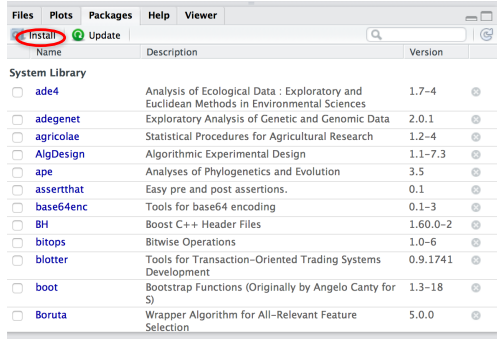 Files Plots Packages Help Viewer
Install Update
Name Description Version
System Library
ade4 Analysis of Ecological Data : Exploratory and 1.7-4
Euclidean Methods in Environmental Sciences
adegenet Exploratory Analysis of Genetic and Genomic Data 2.0.1
agricolae Statistical Procedures for Agricultural Research 1.2-4
AlgDesign Algorithmic Experimental Design 1.1-7.3
ape Analyses of Phylogenetics and Evolution 3.5
assertthat Easy pre and post assertions. 0.1
base64enc Tools for base64 encoding 0.1-3
BH Boost C++ Header Files 1.60.0-2
bitops Bitwise Operations 1.0-6
blotter Tools for Transaction-Oriented Trading Systems 0.9.1741
Development
boot Bootstrap Functions (Originally by Angelo Canty for 1.3-18
S)
Boruta Wrapper Algorithm for All-Relevant Feature 5.0.0
Selection